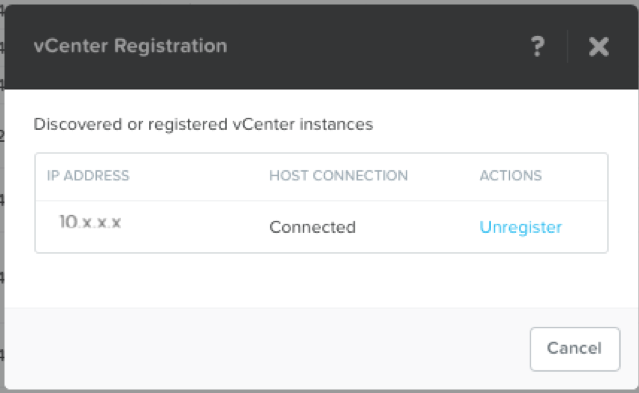 vCenter Registration
?
Discovered or registered vCenter instances
IP ADDRESS HOST CONNECTION ACTIONS
10.x.x.x Connected Unregister
Cancel